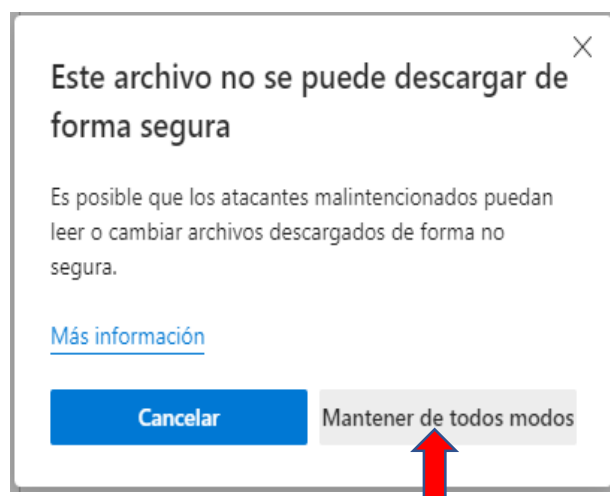 Este archivo no se puede descargar de
forma segura
Es posible que los atacantes malintencionados puedan
leer o cambiar archivos descargados de forma no
segura.
Más información
Cancelar
Mantener de todos modos